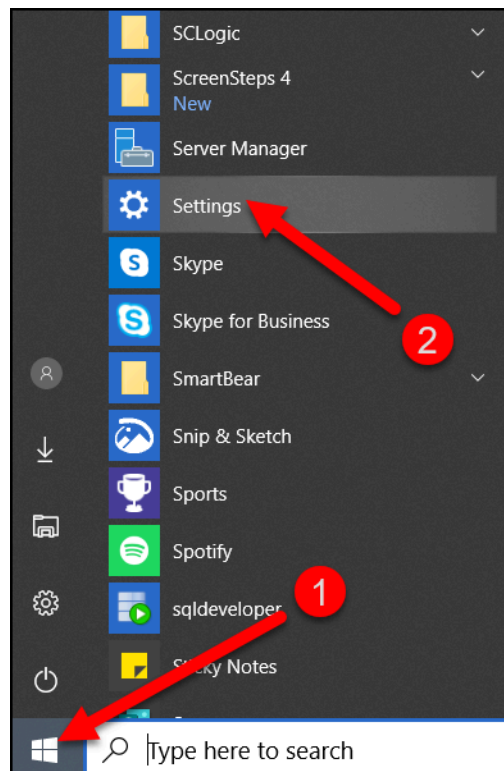 SCLogic
ScreenSteps 4
New
Server Manager
Settings
Skype
Skype for Business
2
SmartBear
Snip & Sketch
Sports
Spotify
1
sqldeveloper
Sticky Notes
Type here to search